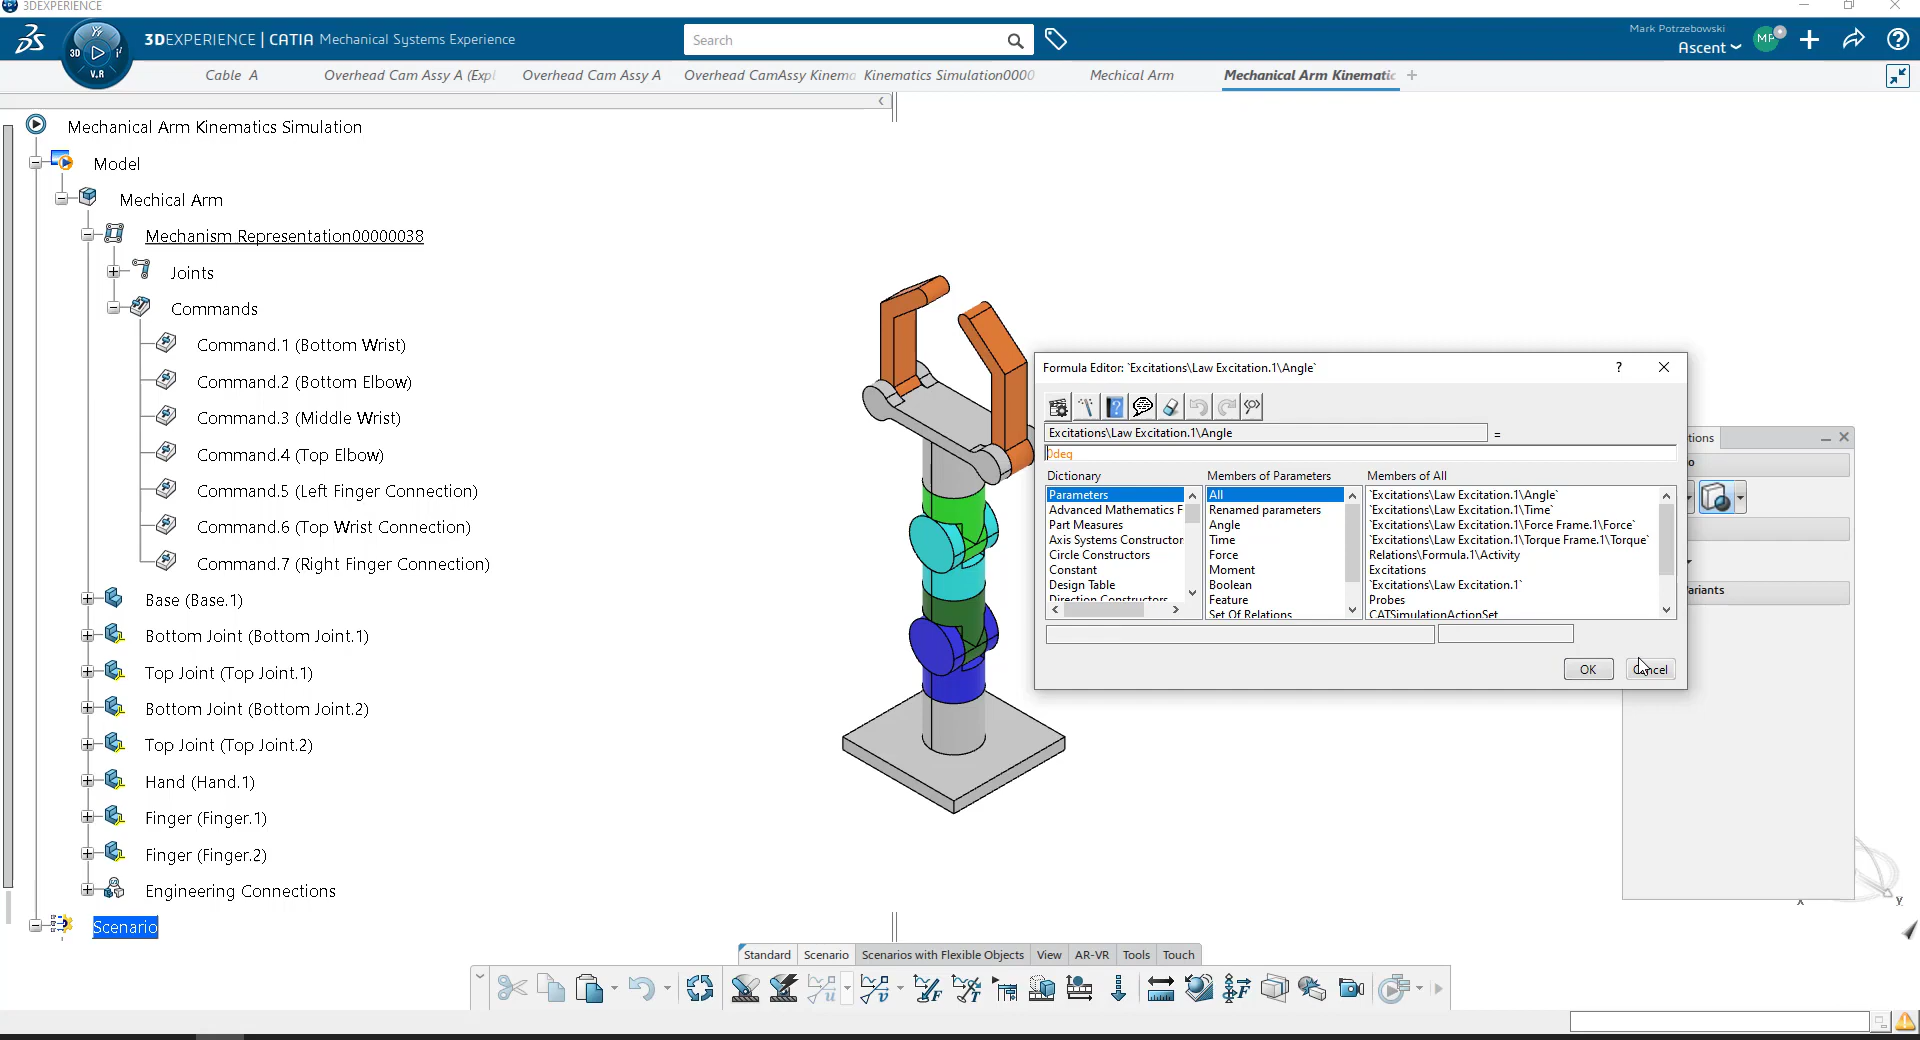 3DEXPERIENCE
3DEXPERIENCE | CATIA Mechanical Systems Experience
3D
V.R
Search
Mark Potrzebowski
Ascent
MP
Cable A
Overhead Cam Assy A (Expl
Overhead Cam Assy A
Overhead CamAssy Kinema
Kinematics Simulation0000
Mechical Arm
Mechanical Arm Kinematic
Mechanical Arm Kinematics Simulation
Model
Mechical Arm
Mechanism Representation00000038
Joints
Commands
Command.1 (Bottom Wrist)
Command.2 (Bottom Elbow)
Command.3 (Middle Wrist)
Command.4 (Top Elbow)
Command.5 (Left Finger Connection)
Command.6 (Top Wrist Connection)
Command.7 (Right Finger Connection)
Base (Base.1)
Bottom Joint (Bottom Joint.1)
Top Joint (Top Joint.1)
Bottom Joint (Bottom Joint.2)
Top Joint (Top Joint.2)
Hand (Hand.1)
Finger (Finger.1)
Finger (Finger.2)
Engineering Connections
Scenario
Formula Editor: `Excitations\Law Excitation.1\Angle`
Excitations\Law Excitation.1\Angle =
0deg
Dictionary
Parameters
Advanced Mathematics F
Part Measures
Axis Systems Constructor
Circle Constructors
Constant
Design Table
Direction Constructors
Members of Parameters
All
Renamed parameters
Angle
Time
Force
Moment
Boolean
Feature
Set Of Relations
Members of All
`Excitations\Law Excitation.1\Angle`
`Excitations\Law Excitation.1\Time`
`Excitations\Law Excitation.1\Force Frame.1\Force`
`Excitations\Law Excitation.1\Torque Frame.1\Torque`
Relations\Formula.1\Activity
Excitations
`Excitations\Law Excitation.1`
Probes
CATSimulationActionSet
OK
Cancel
tions
o
ariants
x
y
Standard
Scenario
Scenarios with Flexible Objects
View
AR-VR
Tools
Touch